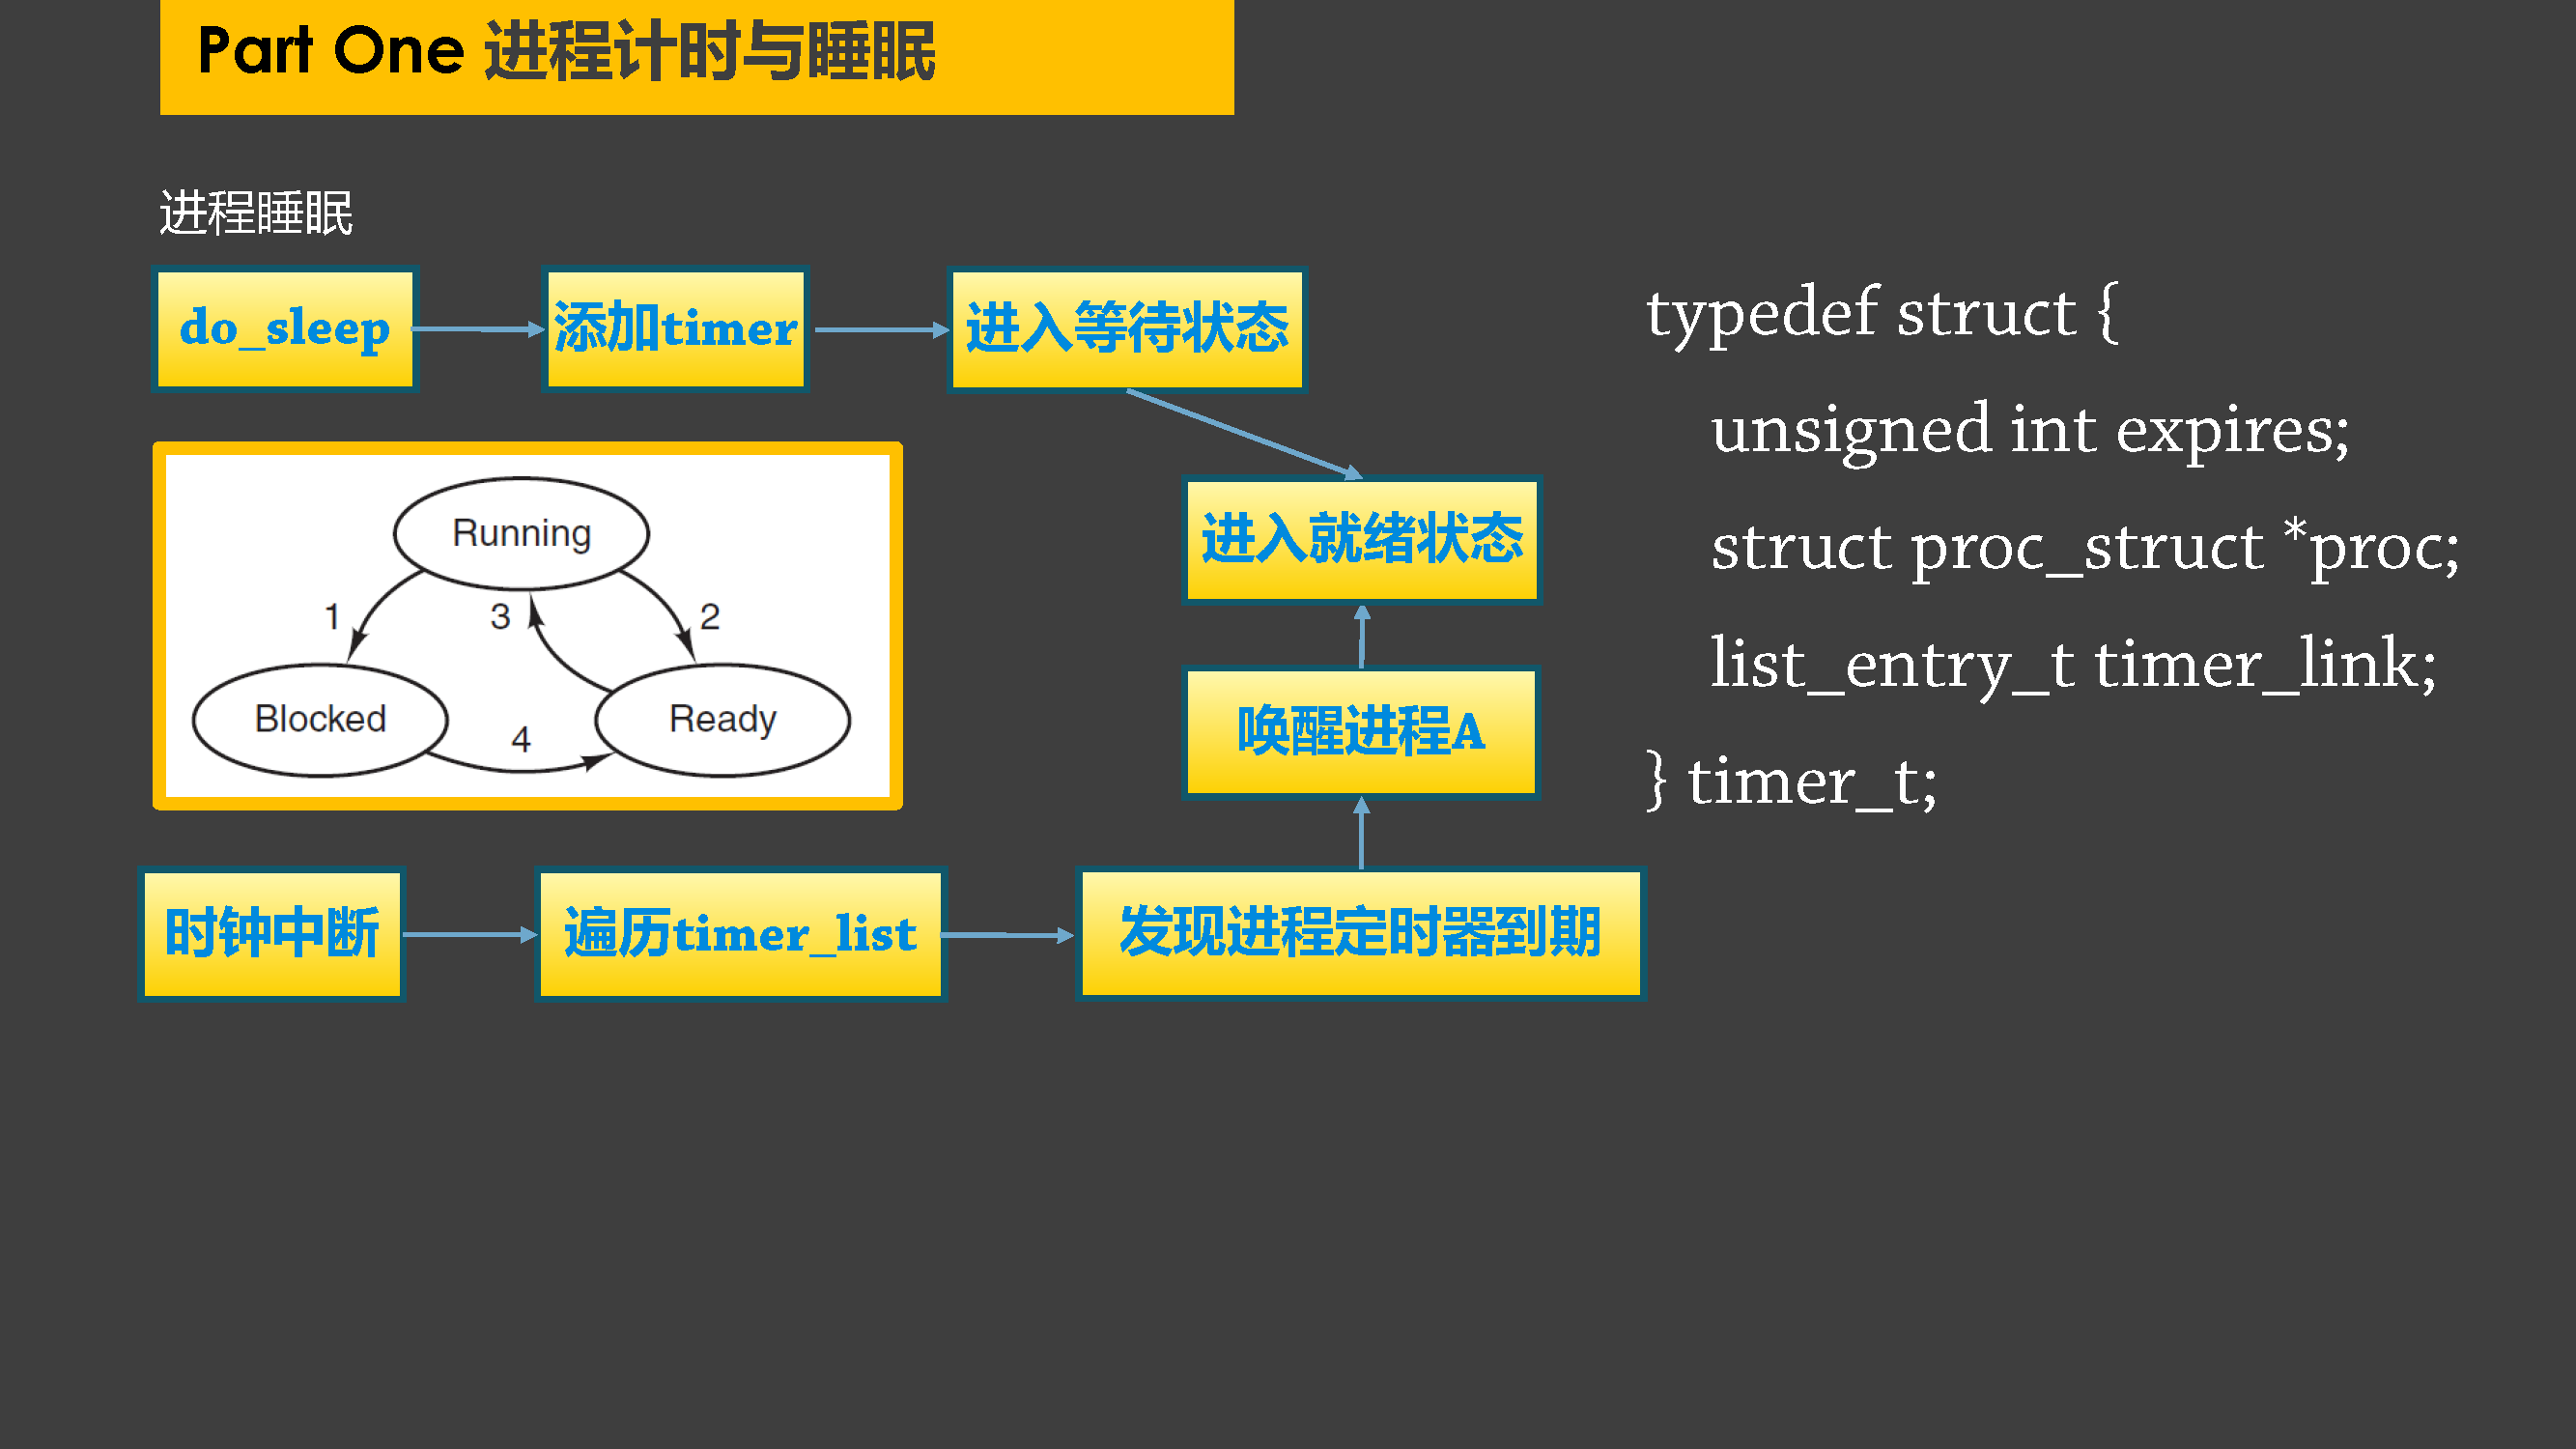 Part One 进程计时与睡眠
进程睡眠
do_sleep
添加timer
进入等待状态
进入就绪状态
唤醒进程A
时钟中断
遍历timer_list
发现进程定时器到期
Running
1
3
2
Blocked
4
Ready
typedef struct {
unsigned int expires;
struct proc_struct *proc;
list_entry_t timer_link;
} timer_t;